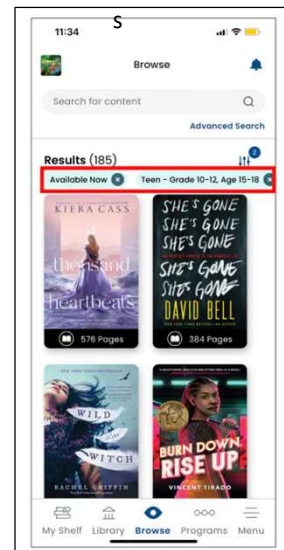 S
11:34
Browse
Search for content
Advanced Search
Results (185)
2
Available Now
Teen - Grade 10-12, Age 15-18
KIERA CASS
a thousand
heartbeats
576 Pages
SHE'S GONE
SHE'S GONE
SHE'S GONE
SHE'S GONE
SHE'S GONE
DAVID BELL
384 Pages
WILD
is the
WITCH
RACHEL GRIFFIN
BURN DOWN,
RISE UP
VINCENT TIRADO
My Shelf
Library
Browse
Programs
Menu